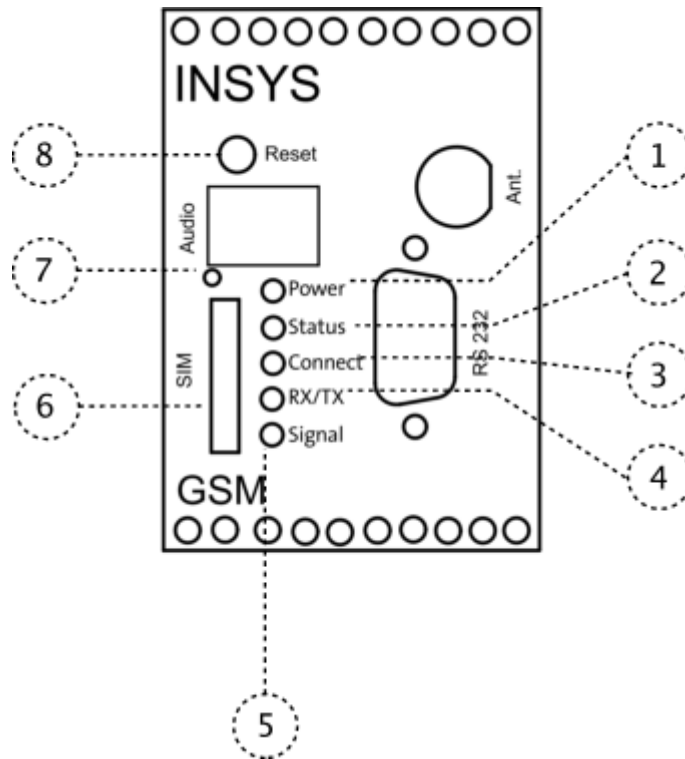 INSYS
8
Reset
1
Ant.
Audio
7
Power
2
Status
RS 232
Connect
SIM
3
6
RX/TX
Signal
4
GSM
5